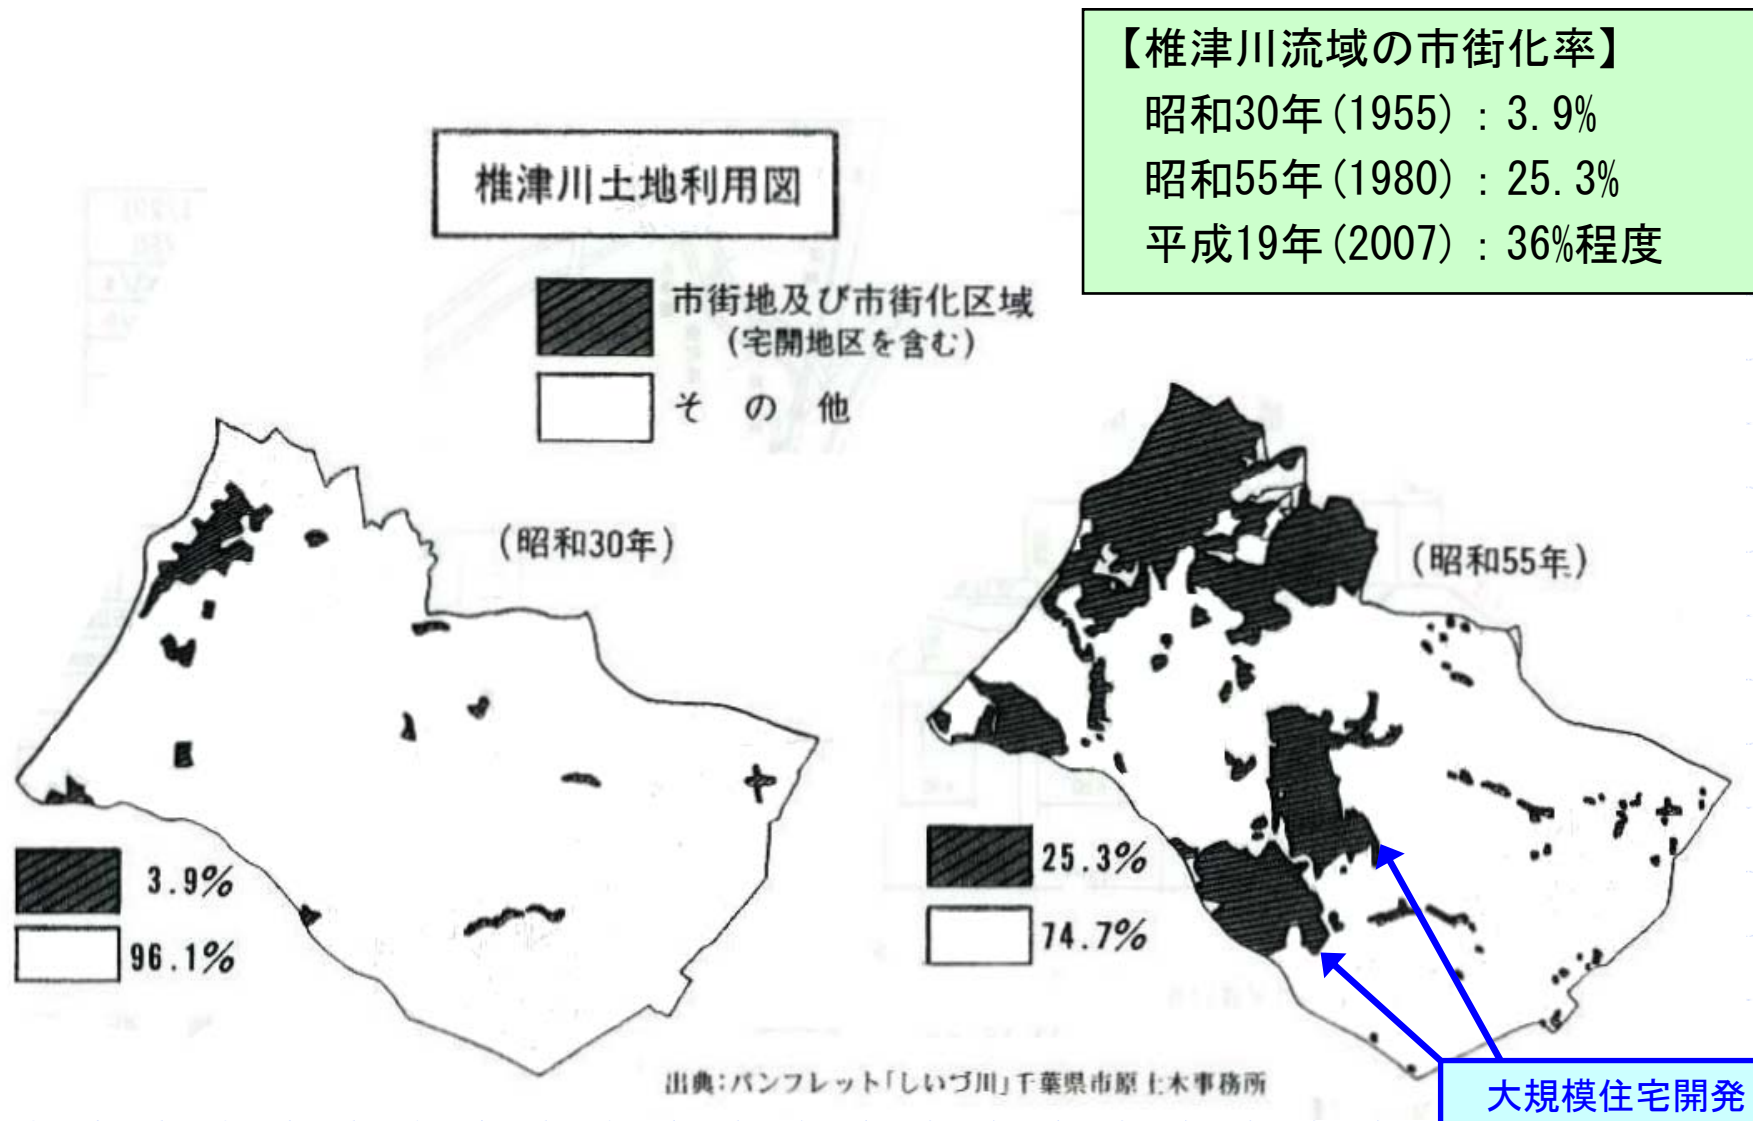 【椎津川流域の市街化率】
昭和30年(1955)：3.9%
昭和55年(1980)：25.3%
平成19年(2007)：36%程度
椎津川土地利用図
市街地及び市街化区域
(宅開地区を含む)
その他
(昭和30年)
(昭和55年)
3.9%
96.1%
25.3%
74.7%
出典:パンフレット「しいづ川」千葉県市原土木事務所
大規模住宅開発